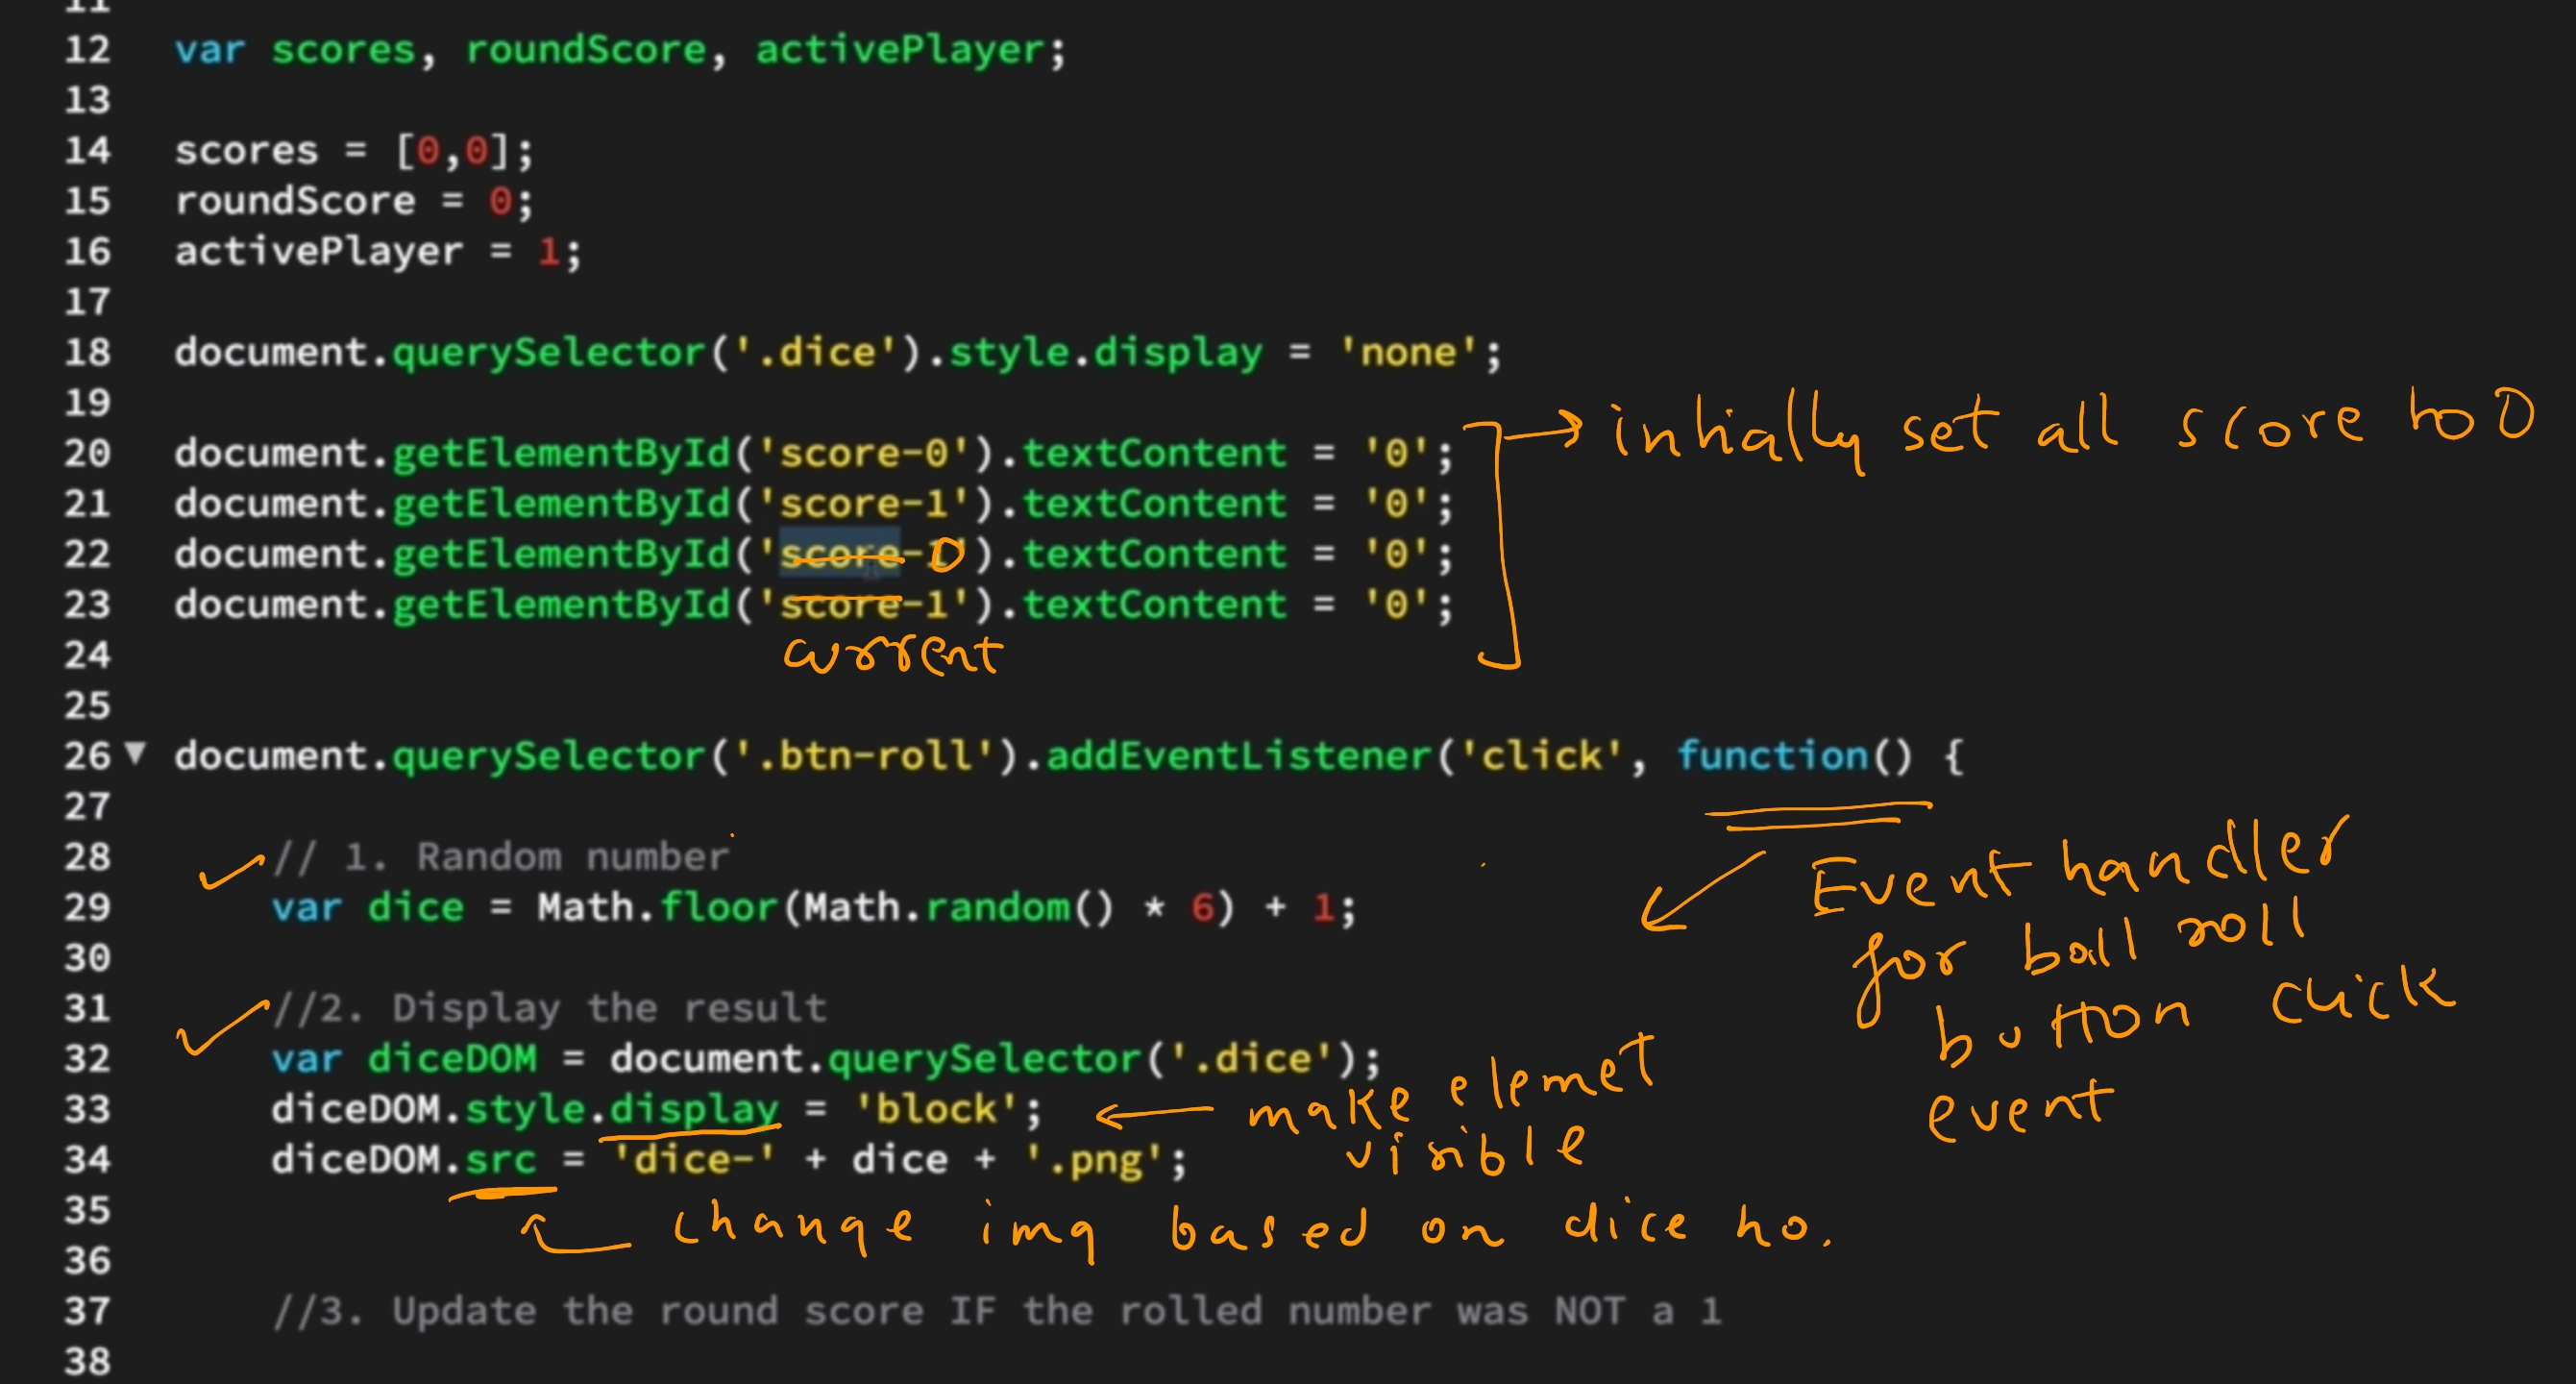 11
12 var scores, roundScore, activePlayer;
13
14 scores = [0,0];
15 roundScore = 0;
16 activePlayer = 1;
17
18 document.querySelector('.dice').style.display = 'none';
19
20 document.getElementById('score-0').textContent = '0'; → intially set all score to 0
21 document.getElementById('score-1').textContent = '0';
22 document.getElementById('score-0').textContent = '0';
23 document.getElementById('score-1').textContent = '0';
24 current
25
26 ▼ document.querySelector('.btn-roll').addEventListener('click', function() {
27
28 // 1. Random number
29 var dice = Math.floor(Math.random() * 6) + 1;
30
31 //2. Display the result
32 var diceDOM = document.querySelector('.dice');
33 diceDOM.style.display = 'block'; ← make elemet
visible
34 diceDOM.src = 'dice-' + dice + '.png';
35 change img based on dice no.
36
37 //3. Update the round score IF the rolled number was NOT a 1
38
Event handler
for ball roll
button click
event